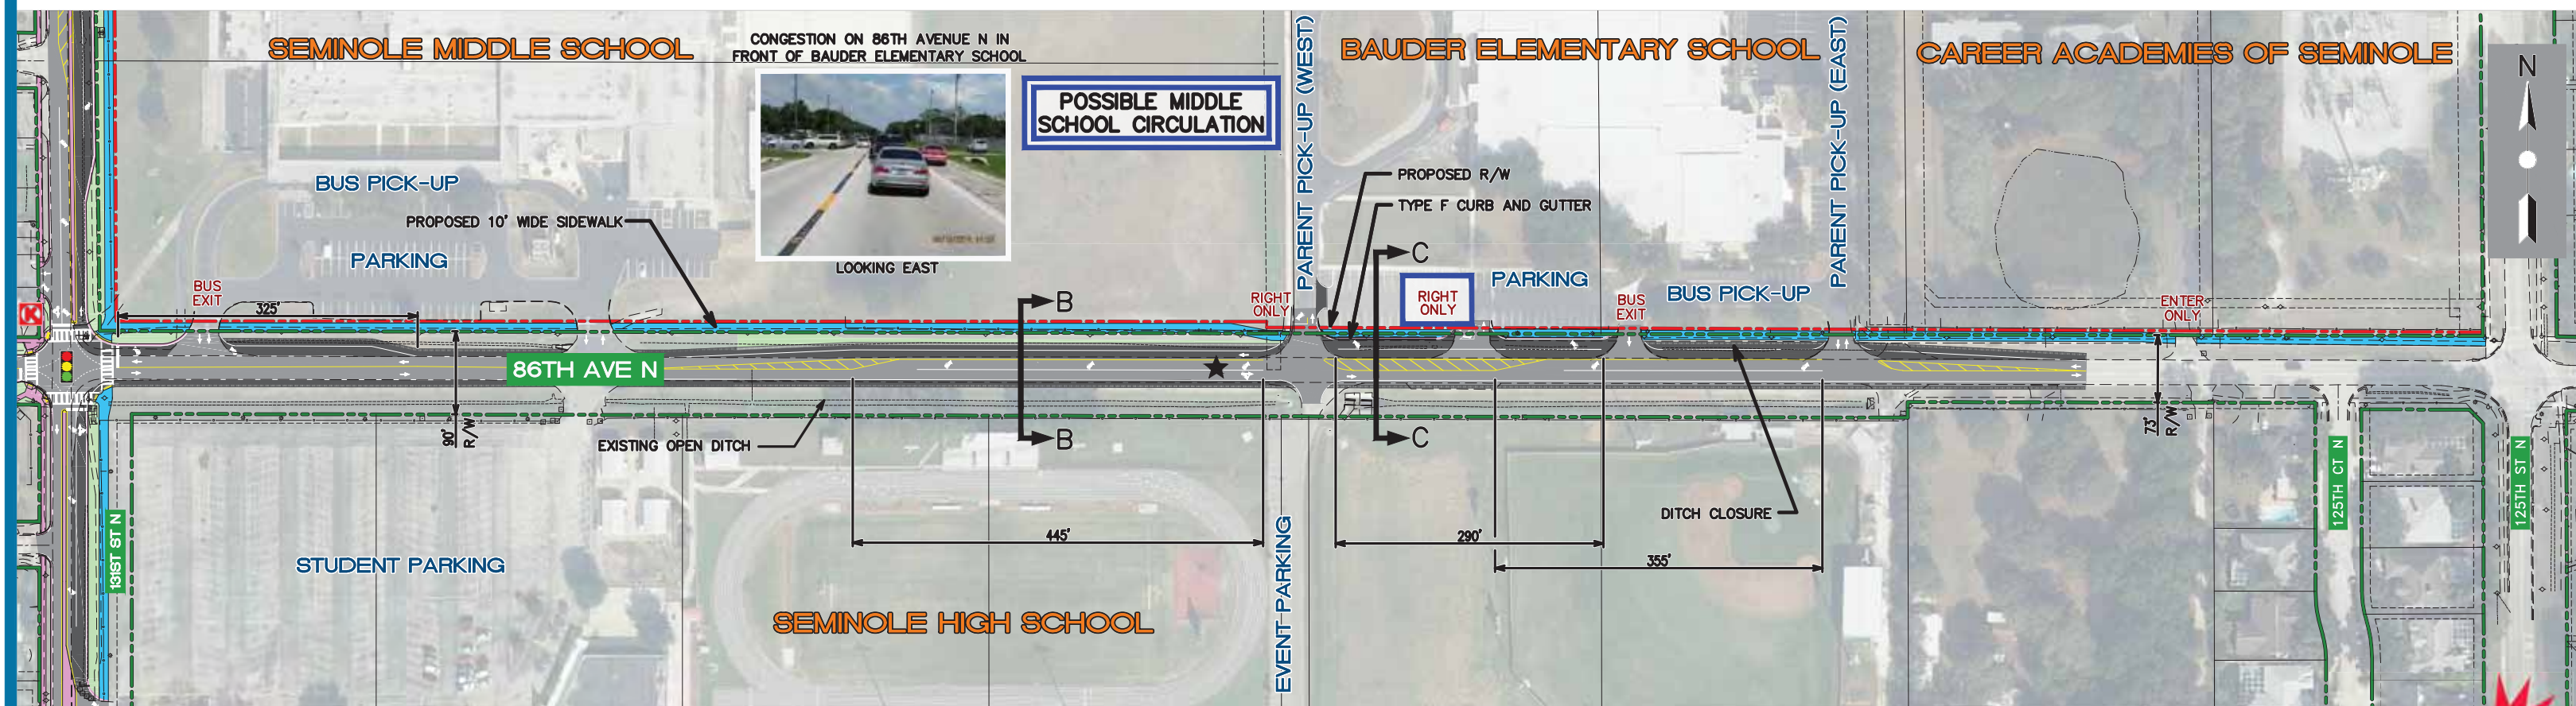 SEMINOLE MIDDLE SCHOOL
CONGESTION ON 86TH AVENUE N IN
FRONT OF BAUDER ELEMENTARY SCHOOL
LOOKING EAST
POSSIBLE MIDDLE
SCHOOL CIRCULATION
PARENT PICK-UP (WEST)
BAUDER ELEMENTARY SCHOOL
PARENT PICK-UP (EAST)
CAREER ACADEMIES OF SEMINOLE
N
BUS PICK-UP
PROPOSED 10' WIDE SIDEWALK
PARKING
BUS
EXIT
325'
PROPOSED R/W
TYPE F CURB AND GUTTER
B
B
C
C
RIGHT
ONLY
RIGHT
ONLY
PARKING
BUS
EXIT
BUS PICK-UP
ENTER
ONLY
K
86TH AVE N
90'
R/W
73'
R/W
EXISTING OPEN DITCH
DITCH CLOSURE
445'
290'
355'
131ST ST N
STUDENT PARKING
SEMINOLE HIGH SCHOOL
EVENT PARKING
125TH CT N
125TH ST N